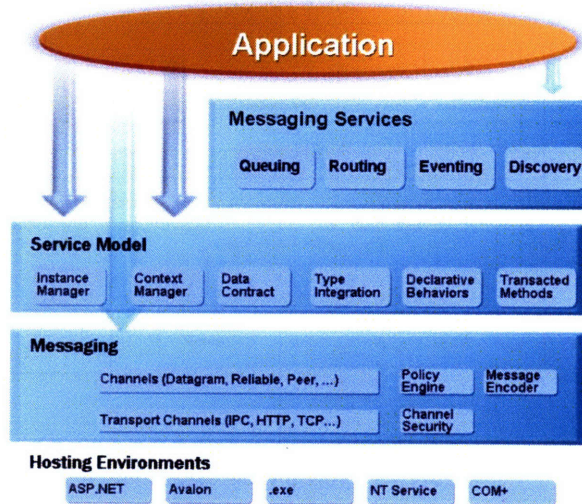 Application
Messaging Services
Queuing
Routing
Eventing
Discovery
Service Model
Instance
Manager
Context
Manager
Data
Contract
Type
Integration
Declarative
Behaviors
Transacted
Methods
Messaging
Channels (Datagram, Reliable, Peer, ...)
Policy
Engine
Message
Encoder
Transport Channels (IPC, HTTP, TCP...)
Channel
Security
Hosting Environments
ASP.NET
Avalon
.exe
NT Service
COM+